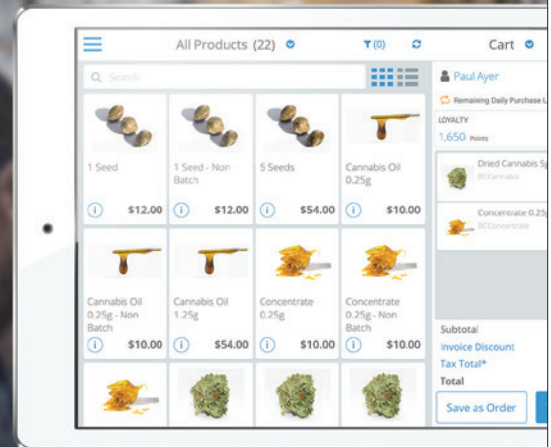 All Products (22)
(0)
Cart
Search
Paul Ayer
Remaining Daily Purchase L
LOYALTY
1,650 Points
1 Seed
$12.00
1 Seed - Non
Batch
$12.00
5 Seeds
$54.00
Cannabis Oil
0.25g
$10.00
Dried Cannabis 5g
BCCannabis
Concentrate 0.25g
BCConcentrate
Cannabis Oil
0.25g - Non
Batch
$10.00
Cannabis Oil
1.25g
$54.00
Concentrate
0.25g
$10.00
Concentrate
0.25g - Non
Batch
$10.00
Subtotal
Invoice Discount
Tax Total*
Total
Save as Order